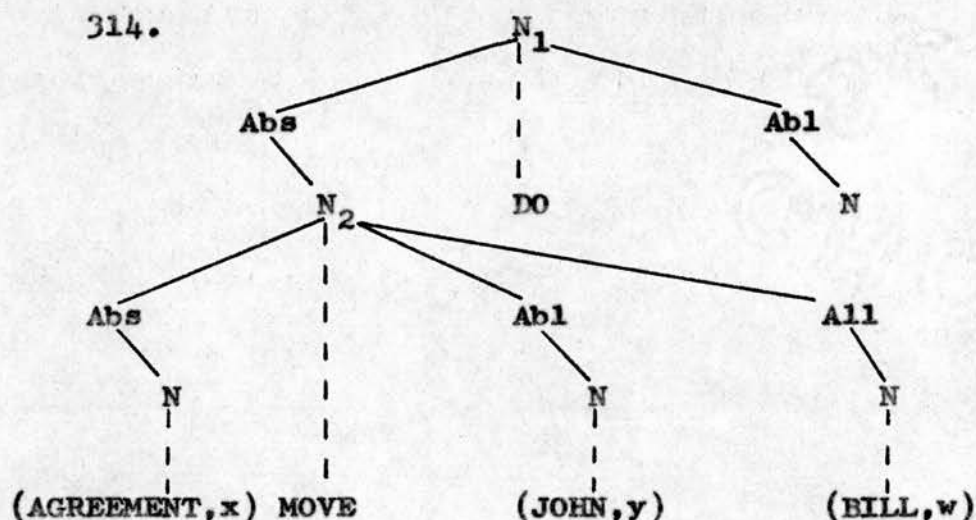 314.
N1
Abs Abl
N2 DO N
Abs Abl All
N N N
(AGREEMENT,x) MOVE (JOHN,y) (BILL,w)